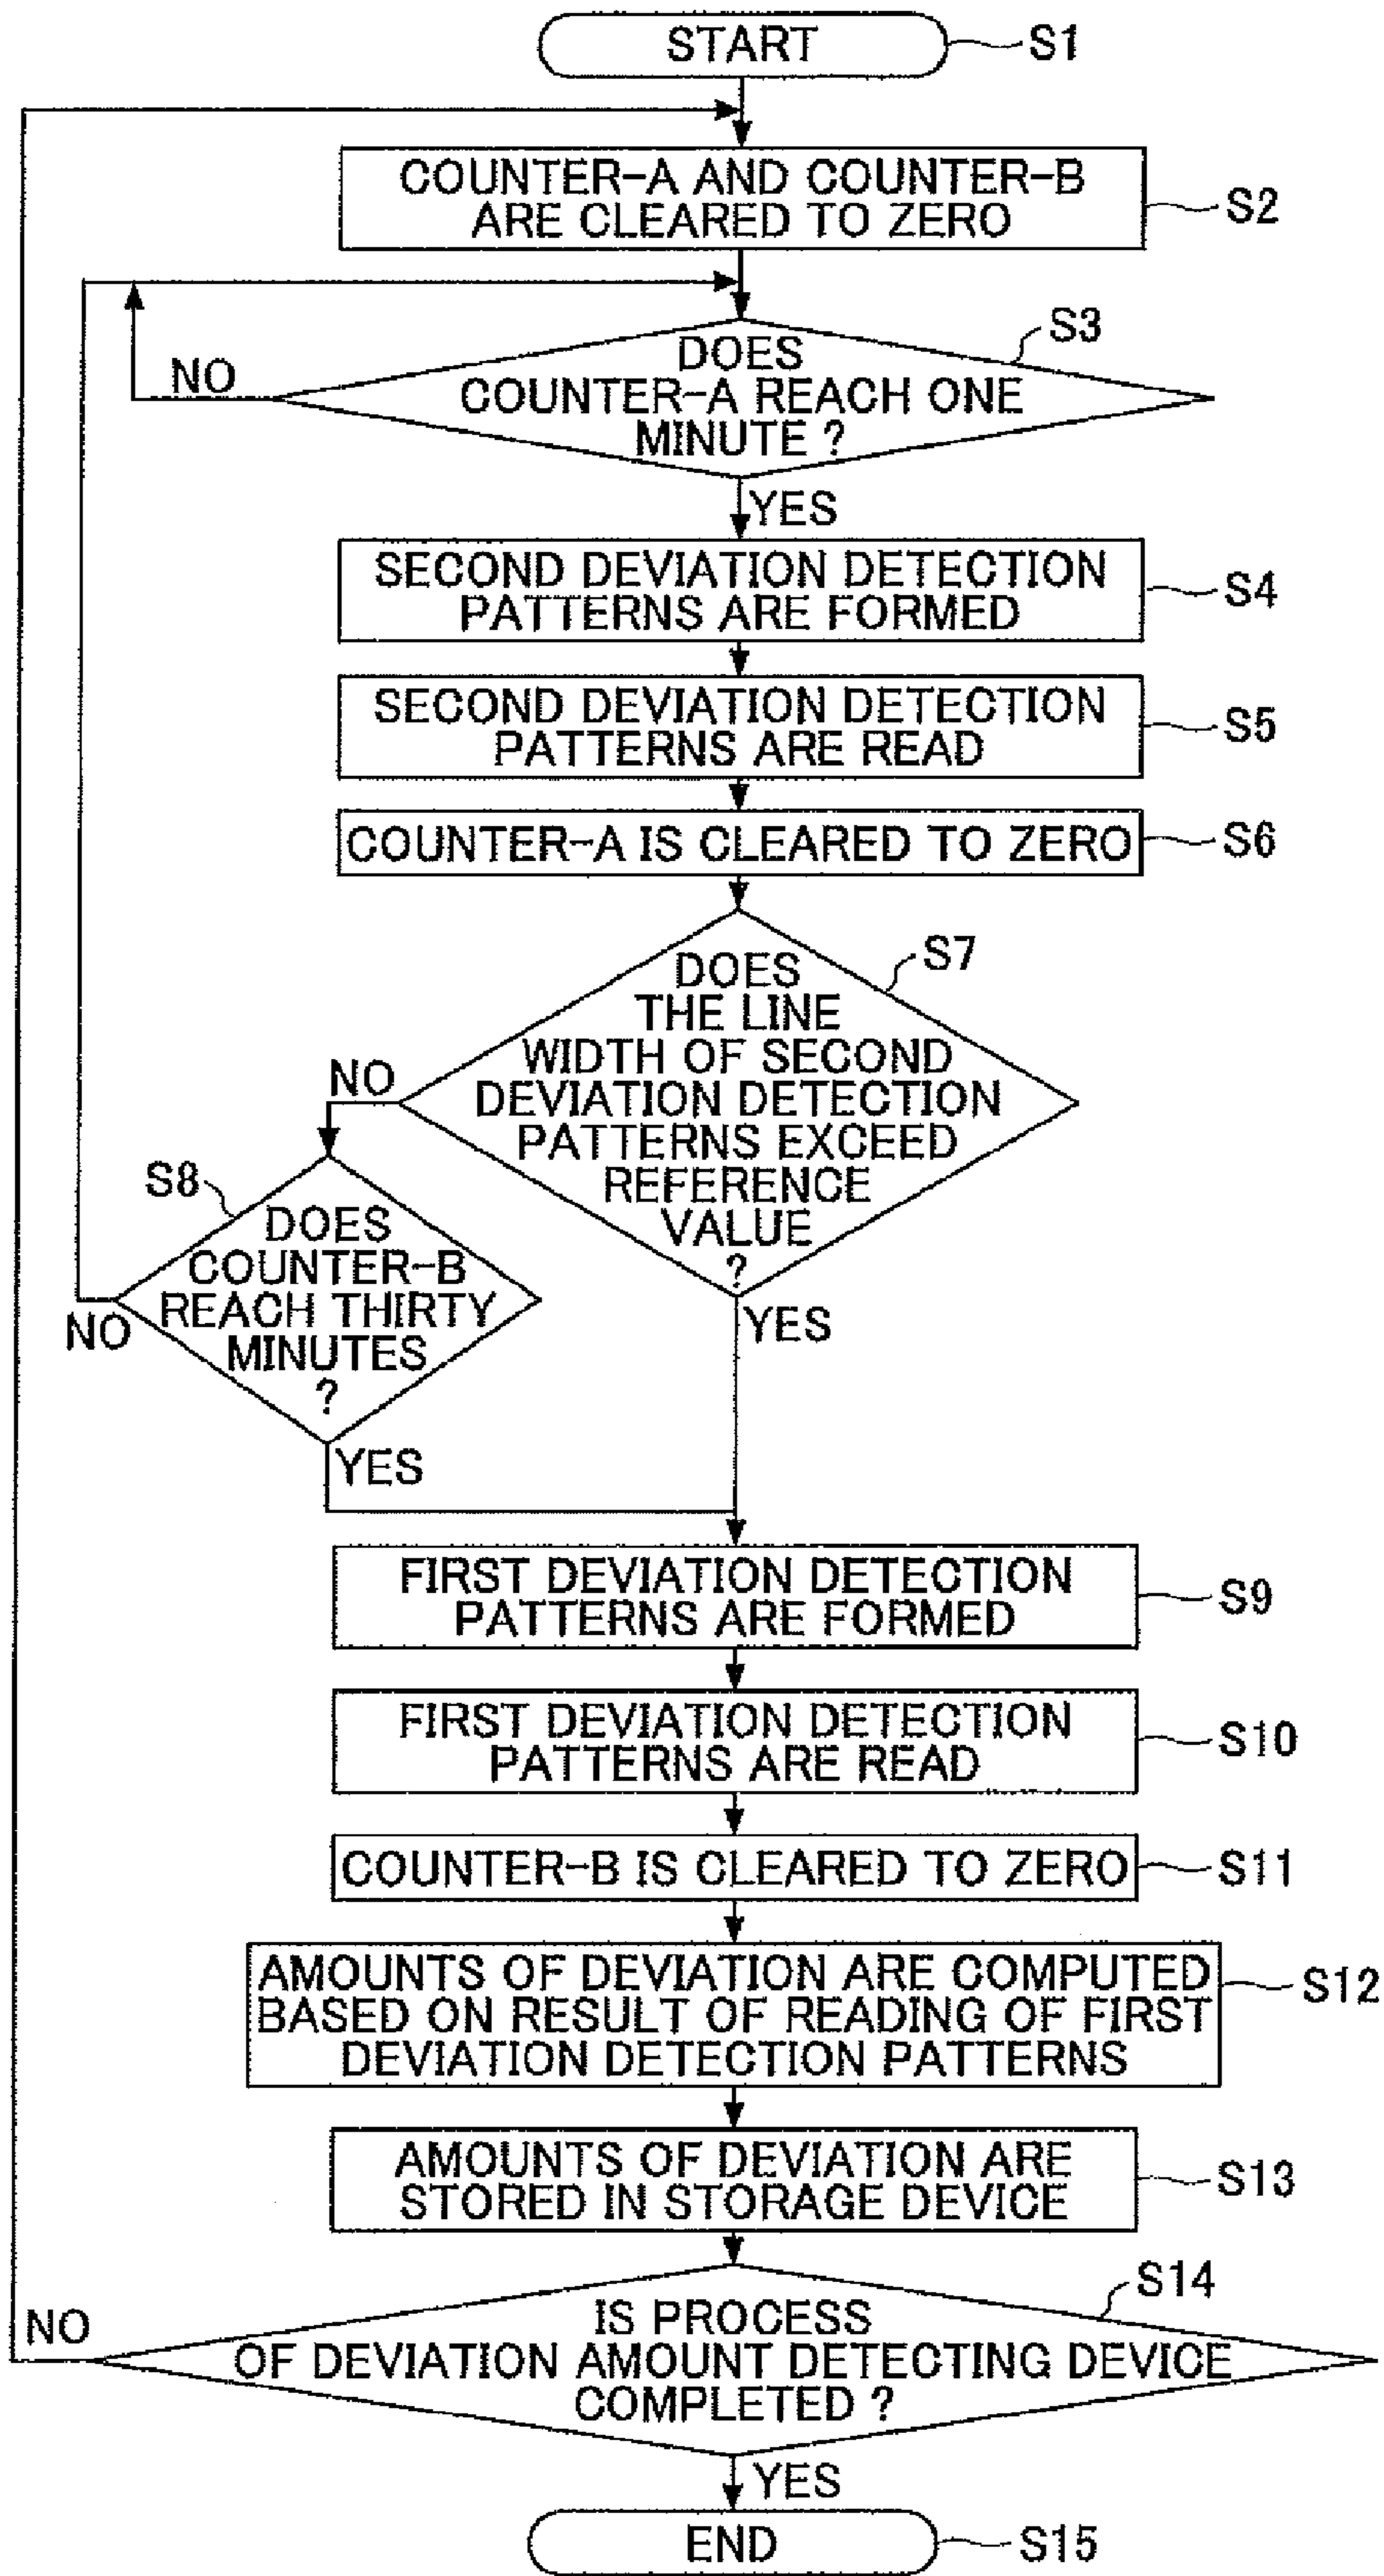 START
S1
COUNTER-A AND COUNTER-B
ARE CLEARED TO ZERO
S2
S3
DOES
COUNTER-A REACH ONE
MINUTE ?
NO
YES
SECOND DEVIATION DETECTION
PATTERNS ARE FORMED
S4
SECOND DEVIATION DETECTION
PATTERNS ARE READ
S5
COUNTER-A IS CLEARED TO ZERO
S6
S7
DOES
THE LINE
WIDTH OF SECOND
DEVIATION DETECTION
PATTERNS EXCEED
REFERENCE
VALUE
?
NO
YES
S8
DOES
COUNTER-B
REACH THIRTY
MINUTES
?
NO
YES
FIRST DEVIATION DETECTION
PATTERNS ARE FORMED
S9
FIRST DEVIATION DETECTION
PATTERNS ARE READ
S10
COUNTER-B IS CLEARED TO ZERO
S11
AMOUNTS OF DEVIATION ARE COMPUTED
BASED ON RESULT OF READING OF FIRST
DEVIATION DETECTION PATTERNS
S12
AMOUNTS OF DEVIATION ARE
STORED IN STORAGE DEVICE
S13
S14
IS PROCESS
OF DEVIATION AMOUNT DETECTING DEVICE
COMPLETED ?
NO
YES
END
S15